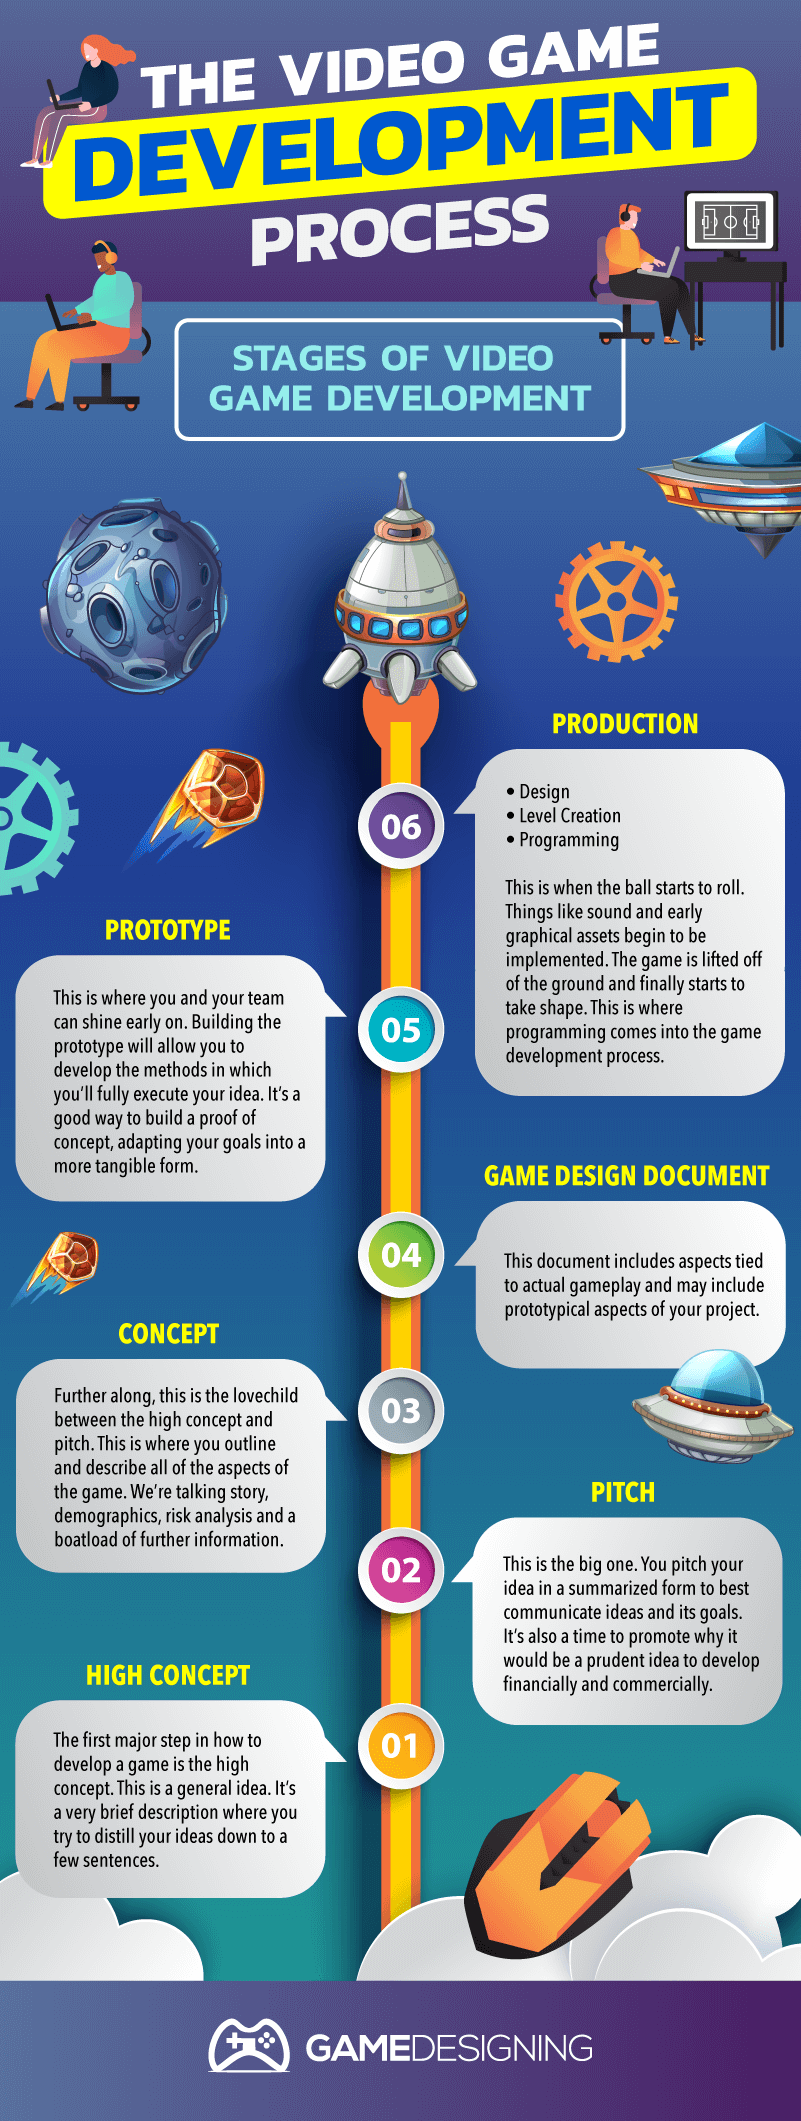 THE VIDEO GAME
DEVELOPMENT
PROCESS
STAGES OF VIDEO
GAME DEVELOPMENT
PRODUCTION
06
• Design
• Level Creation
• Programming
This is when the ball starts to roll.
Things like sound and early
graphical assets begin to be
implemented. The game is lifted off
of the ground and finally starts to
take shape. This is where
programming comes into the game
development process.
PROTOTYPE
05
This is where you and your team
can shine early on. Building the
prototype will allow you to
develop the methods in which
you'll fully execute your idea. It's a
good way to build a proof of
concept, adapting your goals into a
more tangible form.
GAME DESIGN DOCUMENT
04
This document includes aspects tied
to actual gameplay and may include
prototypical aspects of your project.
CONCEPT
03
Further along, this is the lovechild
between the high concept and
pitch. This is where you outline
and describe all of the aspects of
the game. We're talking story,
demographics, risk analysis and a
boatload of further information.
PITCH
02
This is the big one. You pitch your
idea in a summarized form to best
communicate ideas and its goals.
It's also a time to promote why it
would be a prudent idea to develop
financially and commercially.
HIGH CONCEPT
01
The first major step in how to
develop a game is the high
concept. This is a general idea. It's
a very brief description where you
try to distill your ideas down to a
few sentences.
GAMEDESIGNING